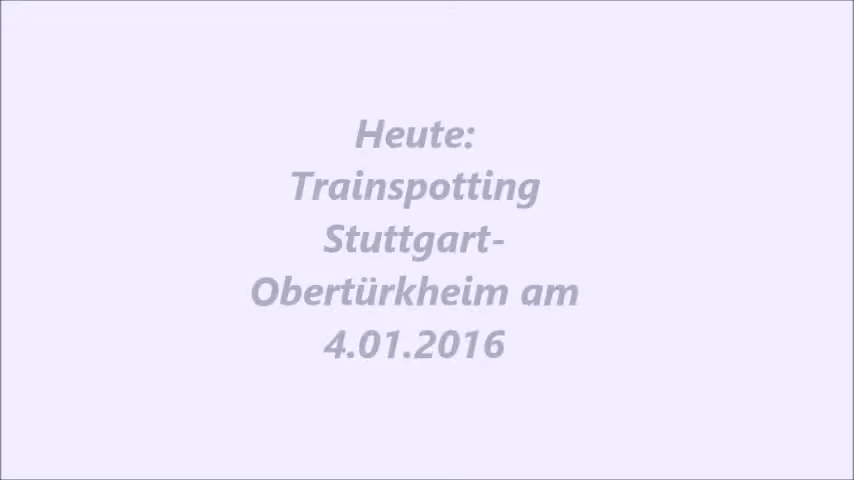 Heute:
Trainspotting
Stuttgart-
Obertürkheim am
4.01.2016